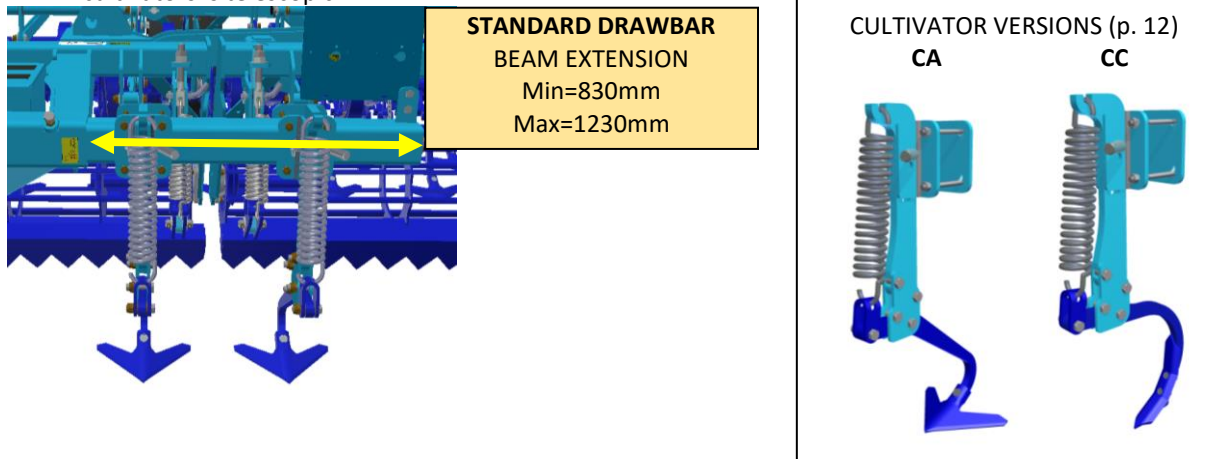 STANDARD DRAWBAR
BEAM EXTENSION
Min=830mm
Max=1230mm
CULTIVATOR VERSIONS (p. 12)
CA CC